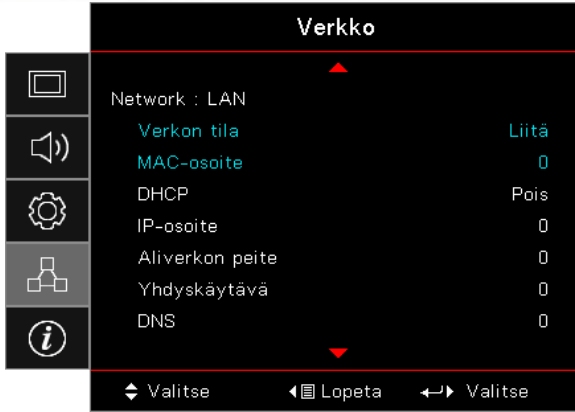 Verkko
Network : LAN
Verkon tila Liitä
MAC-osoite 0
DHCP Pois
IP-osoite 0
Aliverkon peite 0
Yhdyskäytävä 0
DNS 0
Valitse Lopeta Valitse